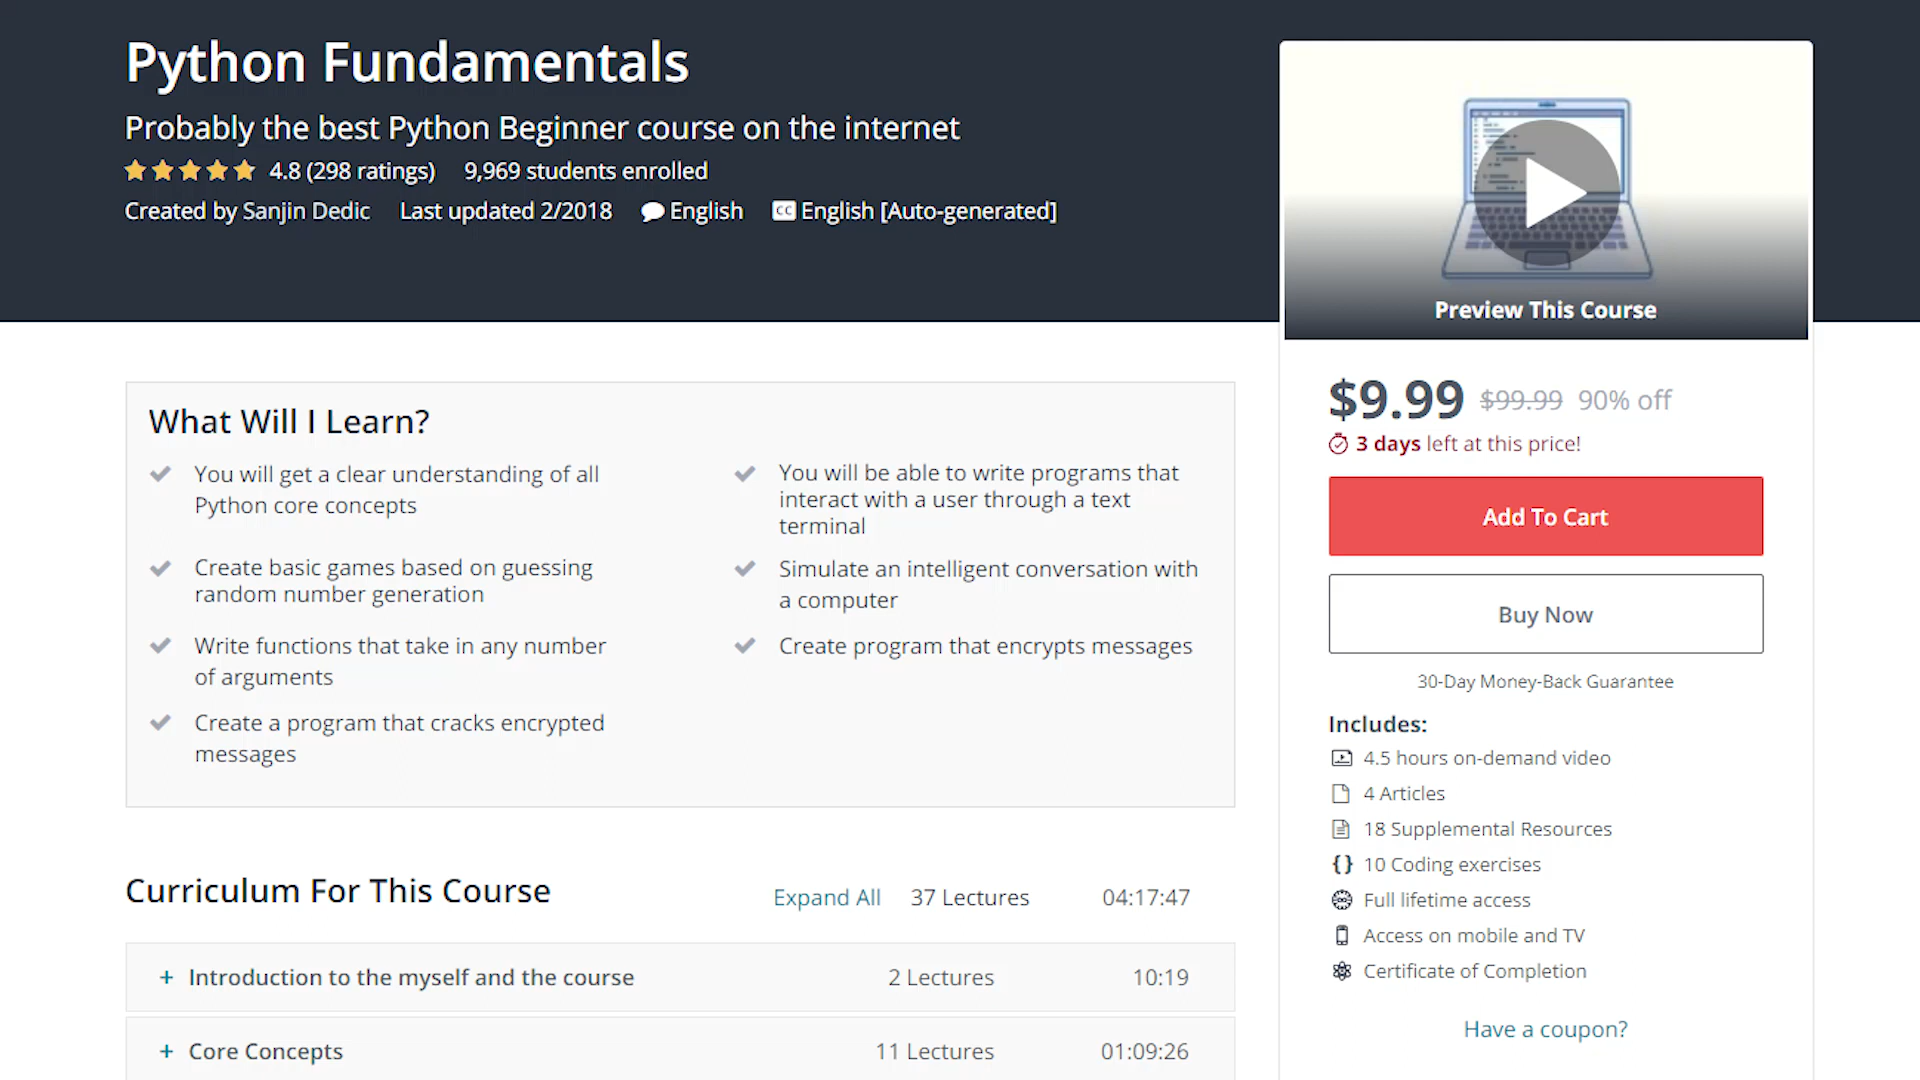 Python Fundamentals
Probably the best Python Beginner course on the internet
4.8 (298 ratings) 9,969 students enrolled
Created by Sanjin Dedic Last updated 2/2018 English CC English [Auto-generated]
Preview This Course
$9.99 $99.99 90% off
3 days left at this price!
Add To Cart
Buy Now
30-Day Money-Back Guarantee
Includes:
4.5 hours on-demand video
4 Articles
18 Supplemental Resources
{} 10 Coding exercises
Full lifetime access
Access on mobile and TV
Certificate of Completion
Have a coupon?
What Will I Learn?
You will get a clear understanding of all
Python core concepts
Create basic games based on guessing
random number generation
Write functions that take in any number
of arguments
Create a program that cracks encrypted
messages
You will be able to write programs that
interact with a user through a text
terminal
Simulate an intelligent conversation with
a computer
Create program that encrypts messages
Curriculum For This Course Expand All 37 Lectures 04:17:47
+ Introduction to the myself and the course 2 Lectures 10:19
+ Core Concepts 11 Lectures 01:09:26